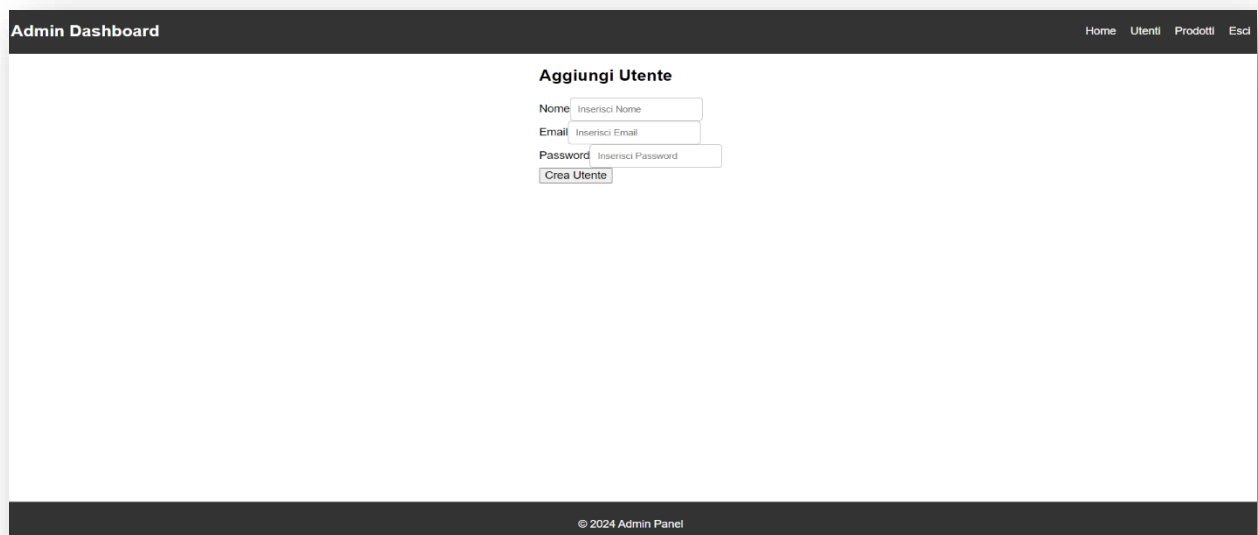 Admin Dashboard Home Utenti Prodotti Esci
Aggiungi Utente
Nome Inserisci Nome
Email Inserisci Email
Password Inserisci Password
Crea Utente
© 2024 Admin Panel